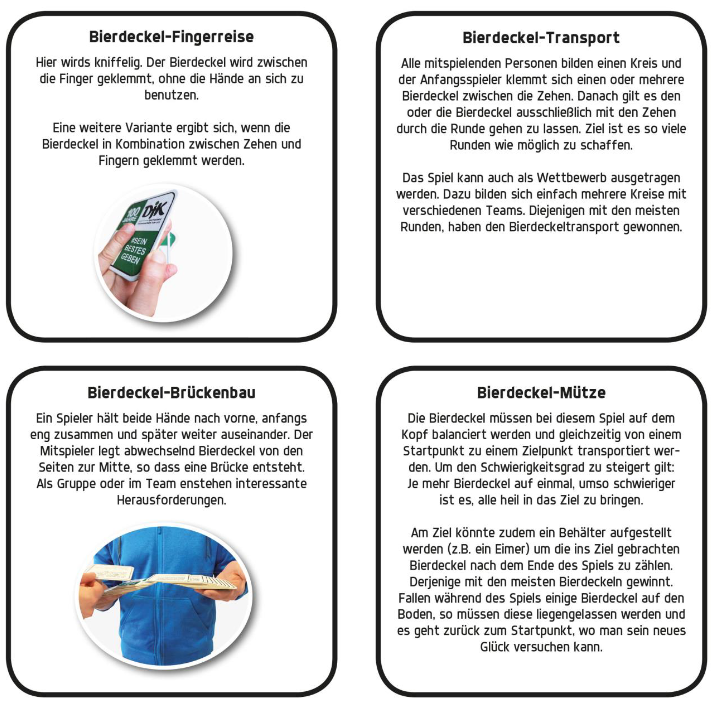 Bierdeckel-Fingerreise
Hier wirds kniffelig. Der Bierdeckel wird zwischen
die Finger geklemmt, ohne die Hände an sich zu
benutzen.
Eine weitere Variante ergibt sich, wenn die
Bierdeckel in Kombination zwischen Zehen und
Fingern geklemmt werden.
100
DJK
#SEIN
BESTES
GEBEN
Bierdeckel-Transport
Alle mitspielenden Personen bilden einen Kreis und
der Anfangsspieler klemmt sich einen oder mehrere
Bierdeckel zwischen die Zehen. Danach gilt es den
oder die Bierdeckel ausschließlich mit den Zehen
durch die Runde gehen zu lassen. Ziel ist es so viele
Runden wie möglich zu schaffen.
Das Spiel kann auch als Wettbewerb ausgetragen
werden. Dazu bilden sich einfach mehrere Kreise mit
verschiedenen Teams. Diejenigen mit den meisten
Runden, haben den Bierdeckeltransport gewonnen.
Bierdeckel-Brückenbau
Ein Spieler hält beide Hände nach vorne, anfangs
eng zusammen und später weiter auseinander. Der
Mitspieler legt abwechselnd Bierdeckel von den
Seiten zur Mitte, so dass eine Brücke entsteht.
Als Gruppe oder im Team enstehen interessante
Herausforderungen.
Bierdeckel-Mütze
Die Bierdeckel müssen bei diesem Spiel auf dem
Kopf balanciert werden und gleichzeitig von einem
Startpunkt zu einem Zielpunkt transportiert wer-
den. Um den Schwierigkeitsgrad zu steigert gilt:
Je mehr Bierdeckel auf einmal, umso schwieriger
ist es, alle heil in das Ziel zu bringen.
Am Ziel könnte zudem ein Behälter aufgestellt
werden (z.B. ein Eimer) um die ins Ziel gebrachten
Bierdeckel nach dem Ende des Spiels zu zählen.
Derjenige mit den meisten Bierdeckeln gewinnt.
Fallen während des Spiels einige Bierdeckel auf den
Boden, so müssen diese liegengelassen werden und
es geht zurück zum Startpunkt, wo man sein neues
Glück versuchen kann.